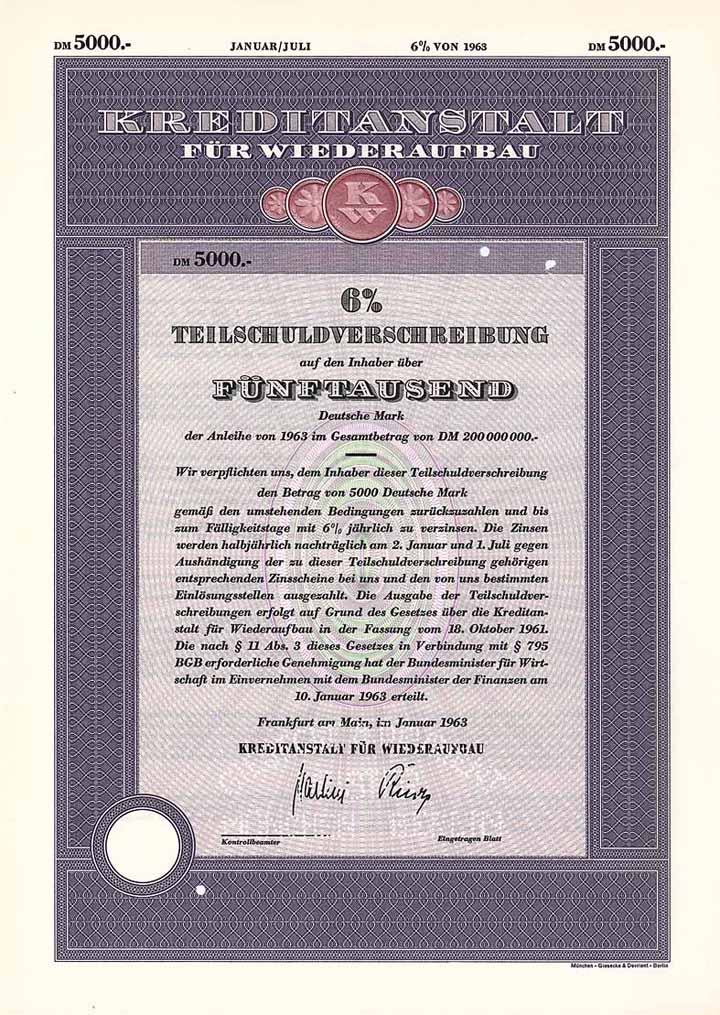 DM 5000.- JANUAR/JULI 6% VON 1963 DM 5000.-
KREDITANSTALT
FÜR WIEDERAUFBAU
KW
DM 5000.-
6%
TEILSCHULDVERSCHREIBUNG
auf den Inhaber über
FÜNFTAUSEND
Deutsche Mark
der Anleihe von 1963 im Gesamtbetrag von DM 200 000 000.-
Wir verpflichten uns, dem Inhaber dieser Teilschuldverschreibung
den Betrag von 5000 Deutsche Mark
gemäß den umstehenden Bedingungen zurückzuzahlen und bis
zum Fälligkeitstage mit 6% jährlich zu verzinsen. Die Zinsen
werden halbjährlich nachträglich am 2. Januar und 1. Juli gegen
Aushändigung der zu dieser Teilschuldverschreibung gehörigen
entsprechenden Zinsscheine bei uns und den von uns bestimmten
Einlösungsstellen ausgezahlt. Die Ausgabe der Teilschuldver-
schreibungen erfolgt auf Grund des Gesetzes über die Kreditan-
stalt für Wiederaufbau in der Fassung vom 18. Oktober 1961.
Die nach § 11 Abs. 3 dieses Gesetzes in Verbindung mit § 795
BGB erforderliche Genehmigung hat der Bundesminister für Wirt-
schaft im Einvernehmen mit dem Bundesminister der Finanzen am
10. Januar 1963 erteilt.
Frankfurt am Main, im Januar 1963
KREDITANSTALT FÜR WIEDERAUFBAU
Kontrollbeamter Eingetragen Blatt
München - Giesecke & Devrient - Berlin